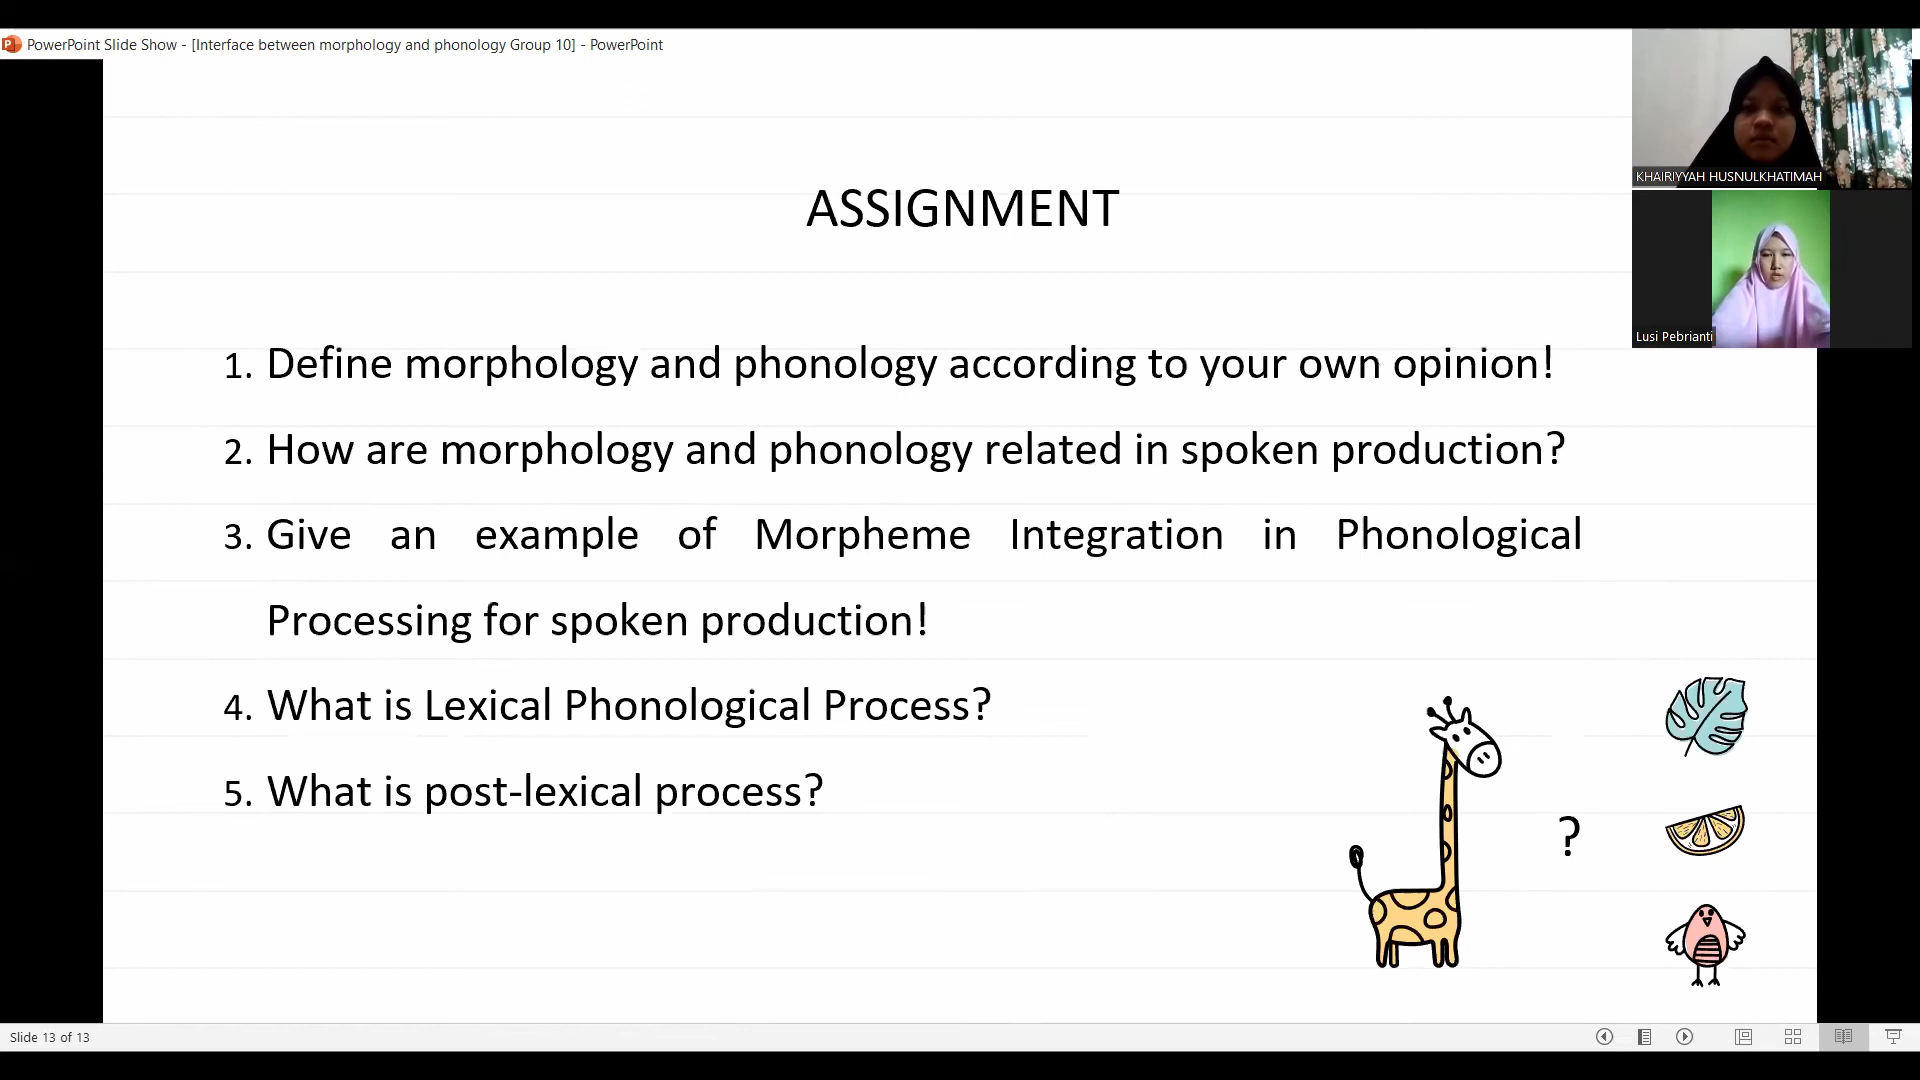 PowerPoint Slide Show - [Interface between morphology and phonology Group 10] - PowerPoint
KHAIRIYYAH HUSNULKHATIMAH
Lusi Pebrianti
ASSIGNMENT
1. Define morphology and phonology according to your own opinion!
2. How are morphology and phonology related in spoken production?
3. Give an example of Morpheme Integration in Phonological
Processing for spoken production!
4. What is Lexical Phonological Process?
5. What is post-lexical process?
?
Slide 13 of 13